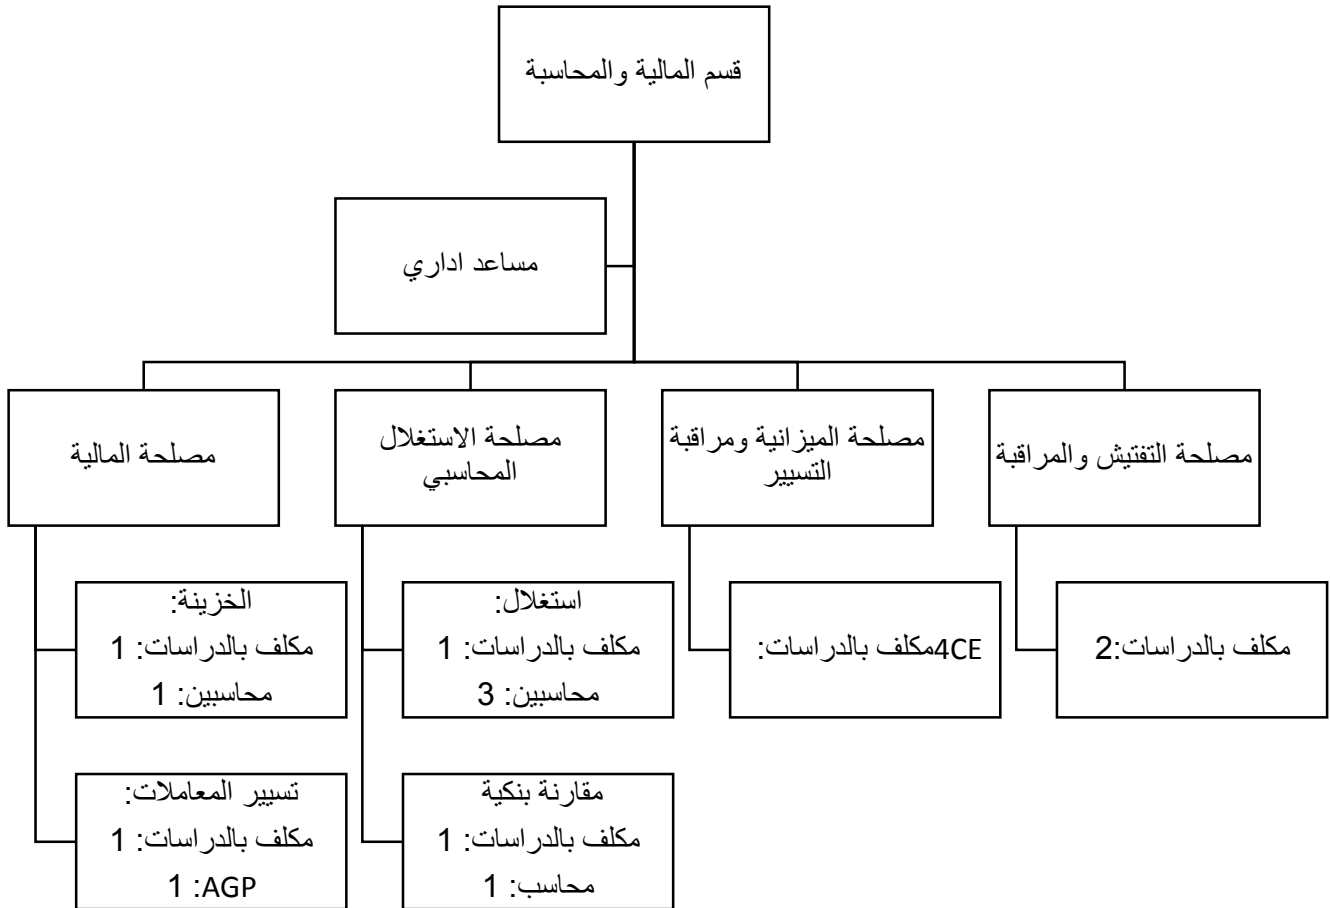 قسم المالية والمحاسبة
مساعد اداري
مصلحة التفتيش والمراقبة
مصلحة الميزانية ومراقبة
التسيير
مصلحة الاستغلال
المحاسبي
مصلحة المالية
مكلف بالدراسات:2
4CEمكلف بالدراسات:
استغلال:
مكلف بالدراسات: 1
محاسبين: 3
الخزينة:
مكلف بالدراسات: 1
محاسبين: 1
مقارنة بنكية
مكلف بالدراسات: 1
محاسب: 1
تسيير المعاملات:
مكلف بالدراسات: 1
AGP: 1